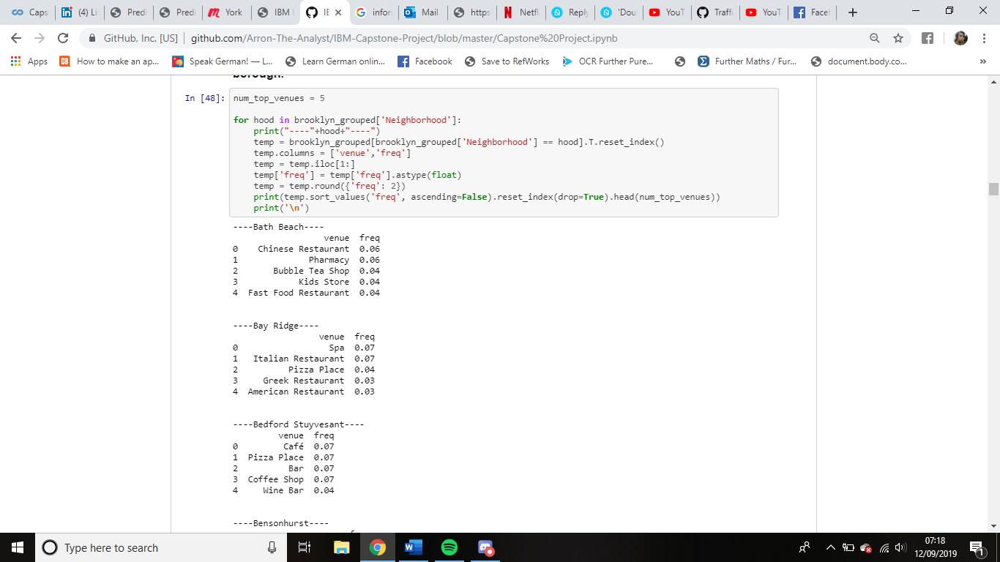 Caps
(4) Li
Predi
Predi
York
IBM
IE
infor
Mail
https
Netfl
Reply
'Dou
YouT
Traffi
YouT
Facel
GitHub, Inc. [US] | github.com/Arron-The-Analyst/IBM-Capstone-Project/blob/master/Capstone%20Project.ipynb
Apps How to make an ap... Speak German! — L... Learn German onlin... Facebook Save to RefWorks OCR Further Pure... Further Maths / Fur... document.body.co... »
borough.
In [48]: num_top_venues = 5
for hood in brooklyn_grouped['Neighborhood']:
    print("----"+hood+"----")
    temp = brooklyn_grouped[brooklyn_grouped['Neighborhood'] == hood].T.reset_index()
    temp.columns = ['venue','freq']
    temp = temp.iloc[1:]
    temp['freq'] = temp['freq'].astype(float)
    temp = temp.round({'freq': 2})
    print(temp.sort_values('freq', ascending=False).reset_index(drop=True).head(num_top_venues))
    print('\n')
----Bath Beach----
venue freq
0 Chinese Restaurant 0.06
1 Pharmacy 0.06
2 Bubble Tea Shop 0.04
3 Kids Store 0.04
4 Fast Food Restaurant 0.04
----Bay Ridge----
venue freq
0 Spa 0.07
1 Italian Restaurant 0.07
2 Pizza Place 0.04
3 Greek Restaurant 0.03
4 American Restaurant 0.03
----Bedford Stuyvesant----
venue freq
0 Café 0.07
1 Pizza Place 0.07
2 Bar 0.07
3 Coffee Shop 0.07
4 Wine Bar 0.04
----Bensonhurst----
Type here to search
07:18
12/09/2019
1